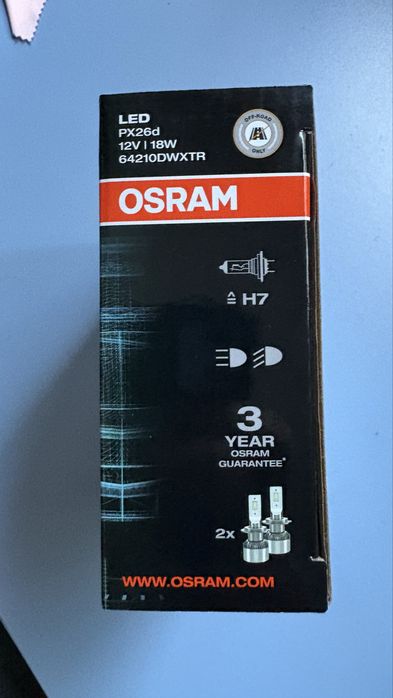 LED
PX26d
12V | 18W
64210DWXTR
OFF-ROAD
ONLY
OSRAM
≙ H7
3
YEAR
OSRAM
GUARANTEE*
2x
WWW.OSRAM.COM